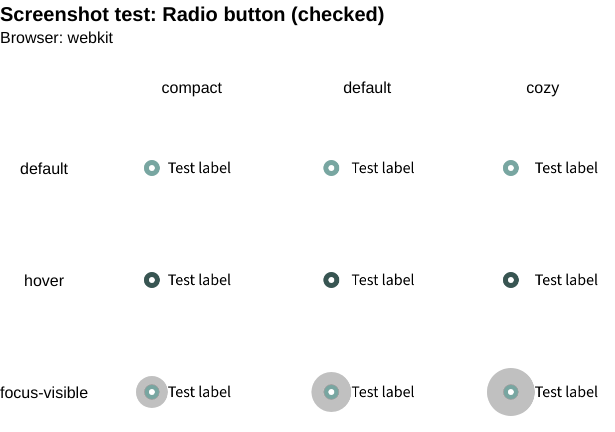 Screenshot test: Radio button (checked)
Browser: webkit
compact default cozy
default Test label Test label Test label
hover Test label Test label Test label
focus-visible Test label Test label Test label